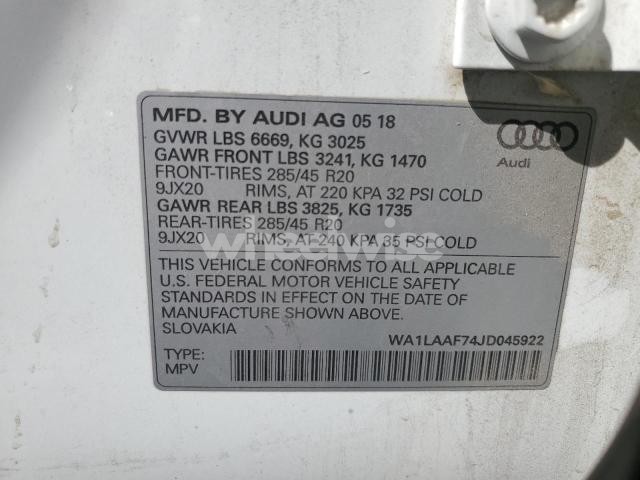 MFD. BY AUDI AG 05 18
GVWR LBS 6669, KG 3025
GAWR FRONT LBS 3241, KG 1470
FRONT-TIRES 285/45 R20
9JX20 RIMS, AT 220 KPA 32 PSI COLD
GAWR REAR LBS 3825, KG 1735
REAR-TIRES 285/45 R20
9JX20 RIMS, AT 240 KPA 35 PSI COLD
Audi
wheelwise
THIS VEHICLE CONFORMS TO ALL APPLICABLE
U.S. FEDERAL MOTOR VEHICLE SAFETY
STANDARDS IN EFFECT ON THE DATE OF
MANUFACTURE SHOWN ABOVE.
SLOVAKIA
WA1LAAF74JD045922
TYPE:
MPV